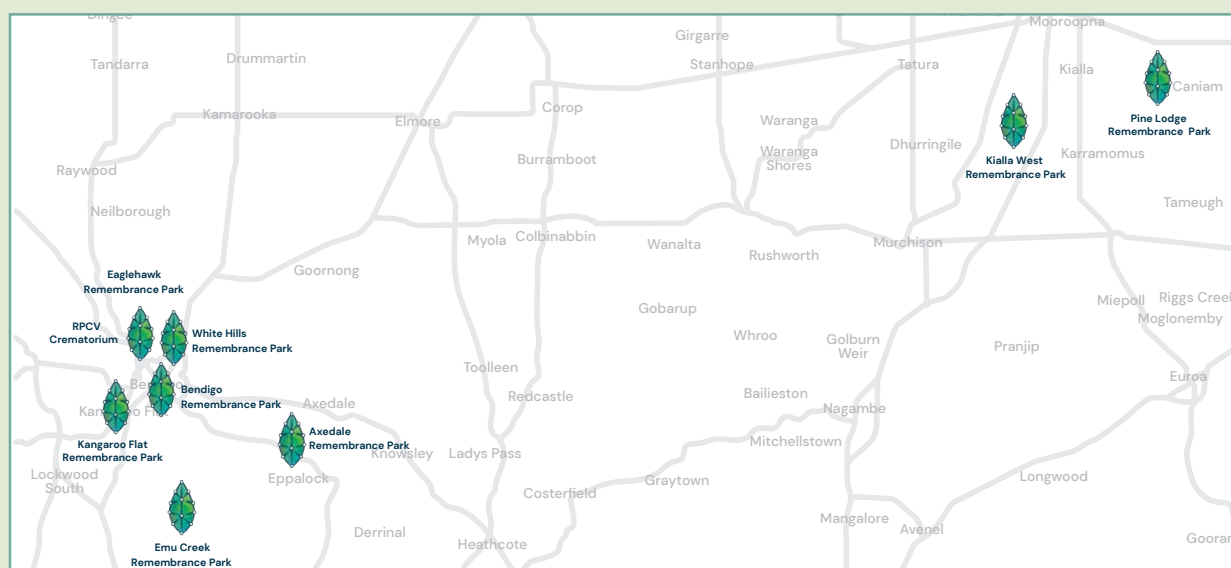 Bingee
Mooroopna
Girgarre
Drummartin
Tandarra
Stanhope
Tatura
Kialla
Caniam
Corop
Kamarooka
Elmore
Waranga
Pine Lodge
Remembrance Park
Dhurringile
Waranga
Shores
Burramboot
Karramomus
Kialla West
Remembrance Park
Raywood
Tameugh
Neilborough
Myola
Colbinabbin
Wanalta
Murchison
Rushworth
Goornong
Eaglehawk
Remembrance Park
Miepoll
Riggs Creel
Moglonemby
Gobarup
RPCV
Crematorium
White Hills
Remembrance Park
Whroo
Golburn
Weir
Pranjip
Toolleen
Euroa
Bendigo
Remembrance Park
Redcastle
Bailieston
Axedale
Nagambe
Axedale
Remembrance Park
Kangaroo Flat
Remembrance Park
Mitchellstown
Knowsley
Ladys Pass
Lockwood
South
Eppalock
Graytown
Longwood
Costerfield
Mangalore
Avenel
Derrinal
Gooran
Heathcote
Emu Creek
Remembrance Park